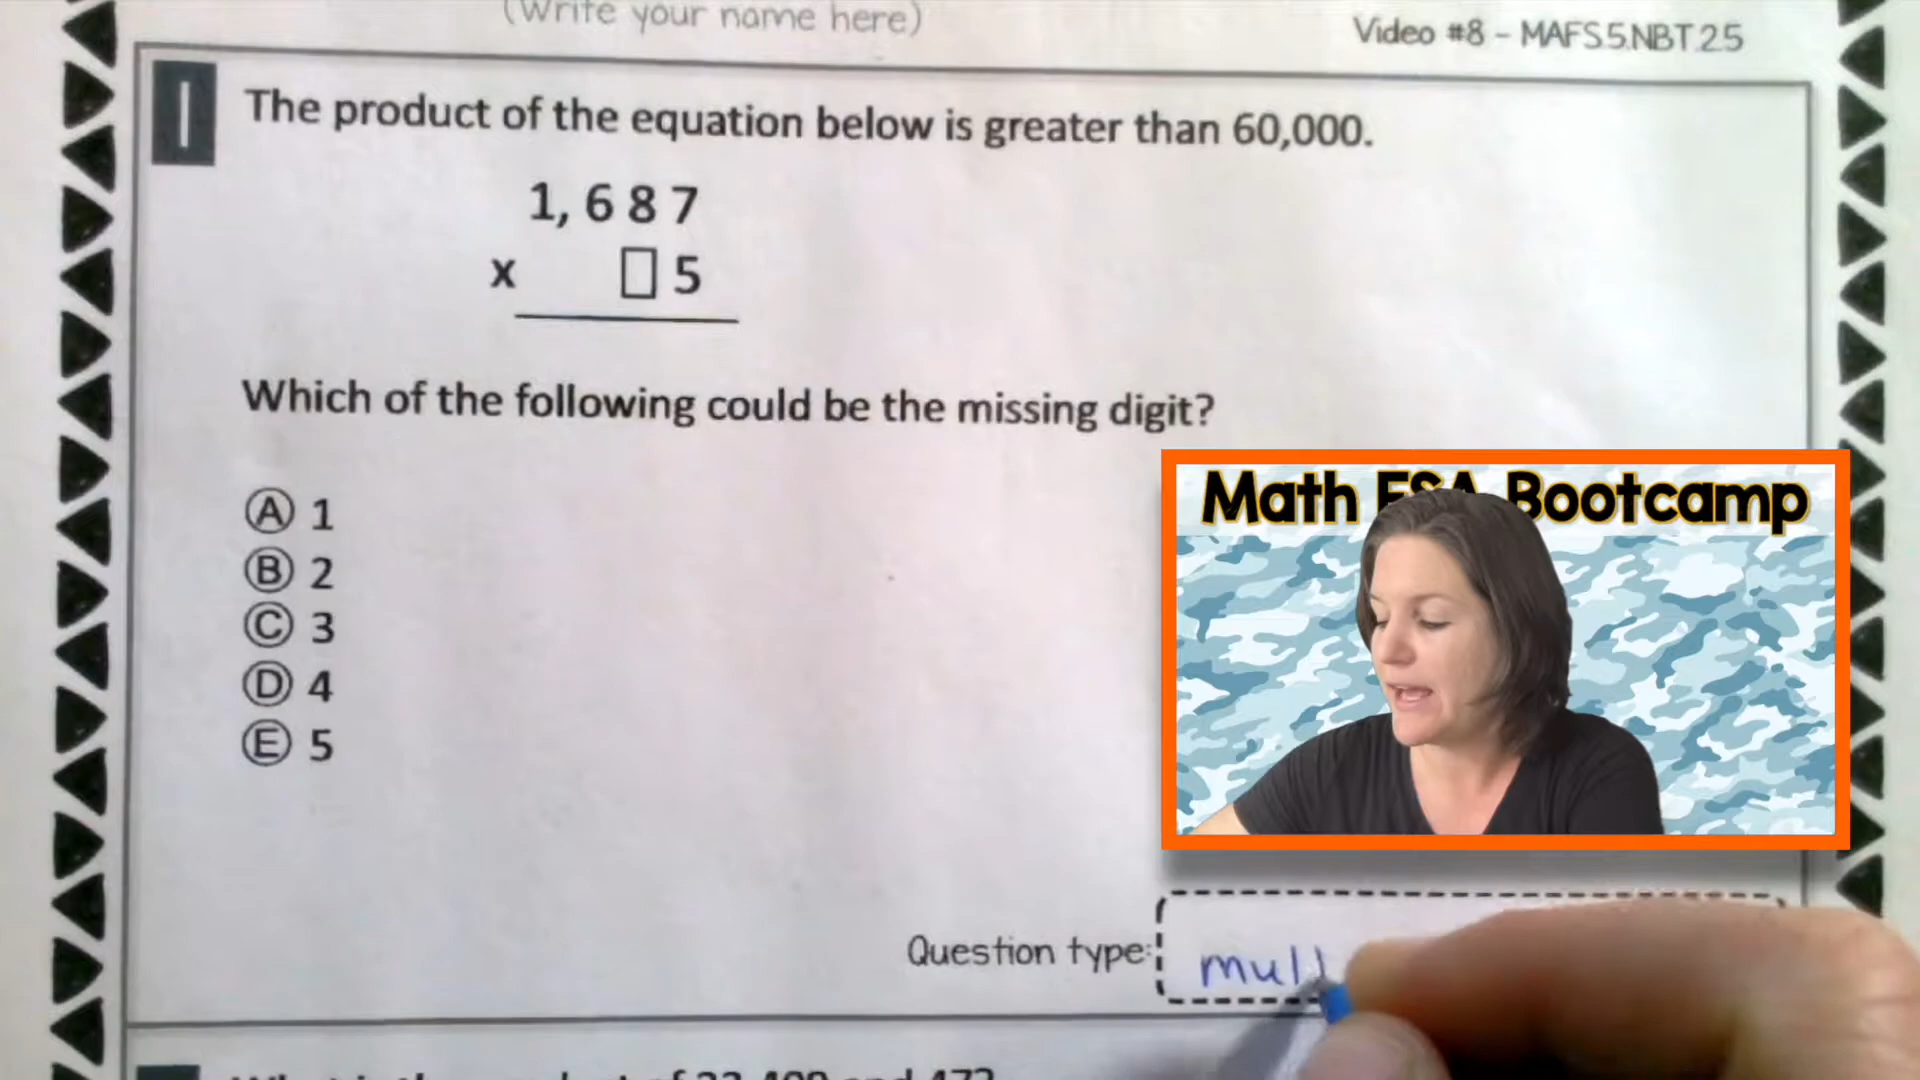 (Write your name here)
Video #8 - MAFS.5.NBT.2.5
1
The product of the equation below is greater than 60,000.
1,687
x □5
Which of the following could be the missing digit?
Ⓐ 1
Ⓑ 2
Ⓒ 3
Ⓓ 4
Ⓔ 5
Math FSA Bootcamp
Question type: